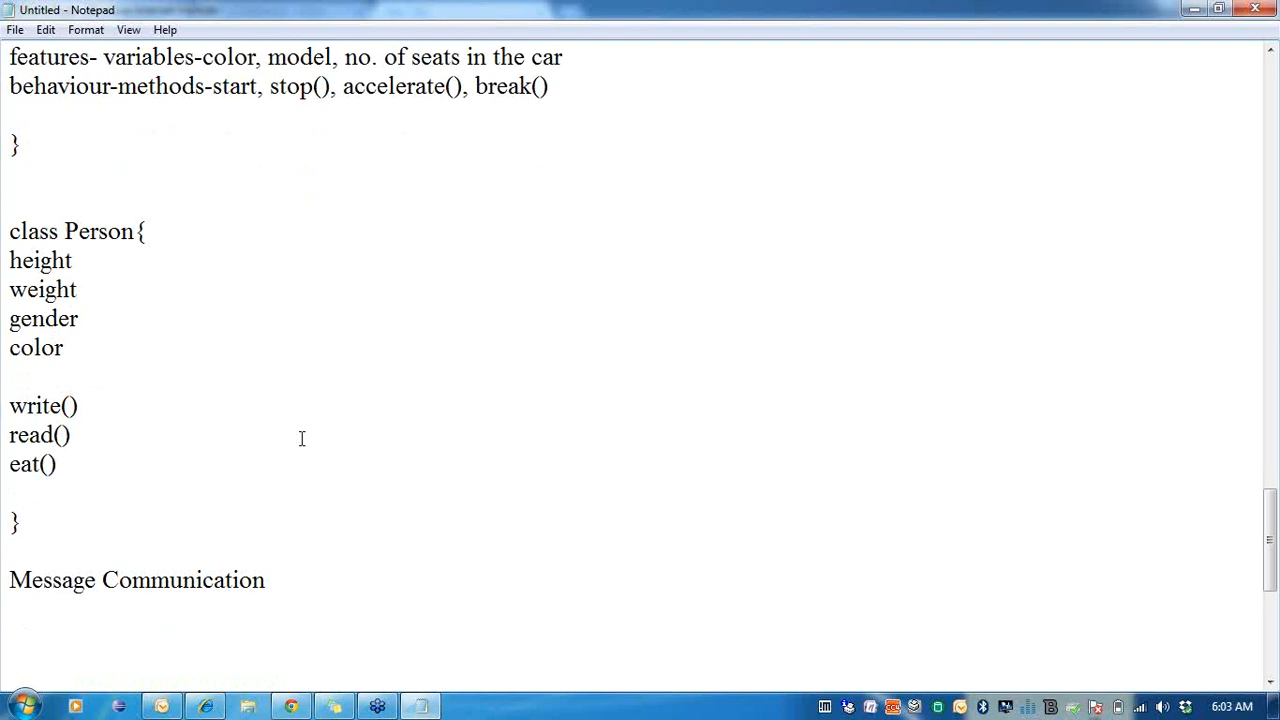 Untitled - Notepad
File Edit Format View Help
features- variables-color, model, no. of seats in the car
behaviour-methods-start, stop(), accelerate(), break()
}
class Person{
height
weight
gender
color
write()
read()
eat()
}
Message Communication
6:03 AM